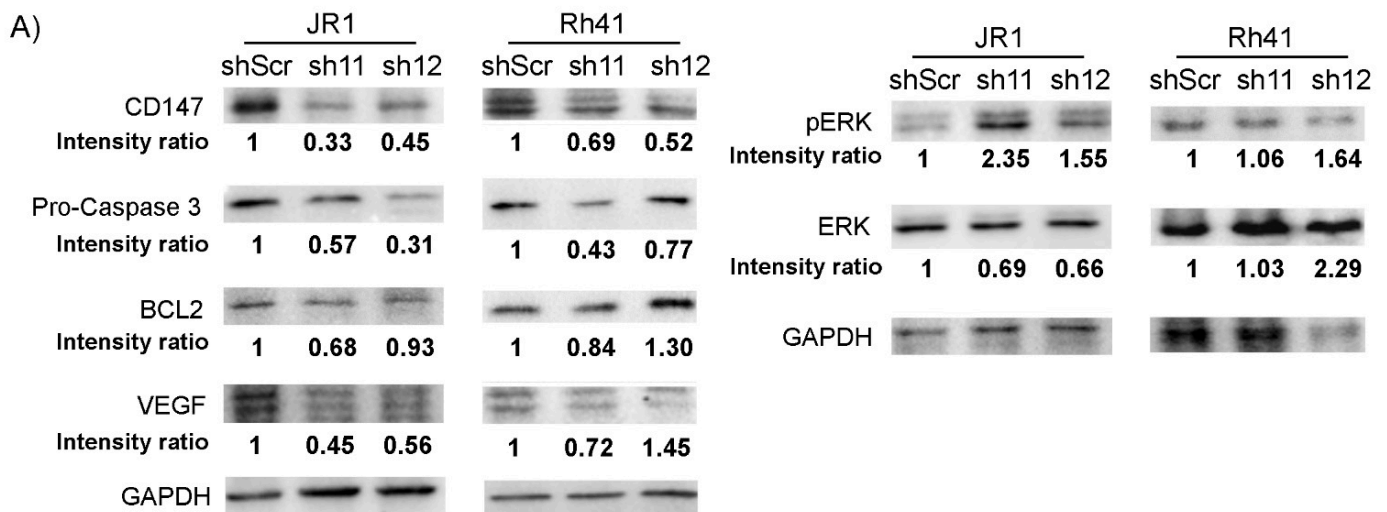 A)
JR1 Rh41
shScr sh11 sh12 shScr sh11 sh12
CD147
Intensity ratio 1 0.33 0.45 1 0.69 0.52
Pro-Caspase 3
Intensity ratio 1 0.57 0.31 1 0.43 0.77
BCL2
Intensity ratio 1 0.68 0.93 1 0.84 1.30
VEGF
Intensity ratio 1 0.45 0.56 1 0.72 1.45
GAPDH
JR1 Rh41
shScr sh11 sh12 shScr sh11 sh12
pERK
Intensity ratio 1 2.35 1.55 1 1.06 1.64
ERK
Intensity ratio 1 0.69 0.66 1 1.03 2.29
GAPDH